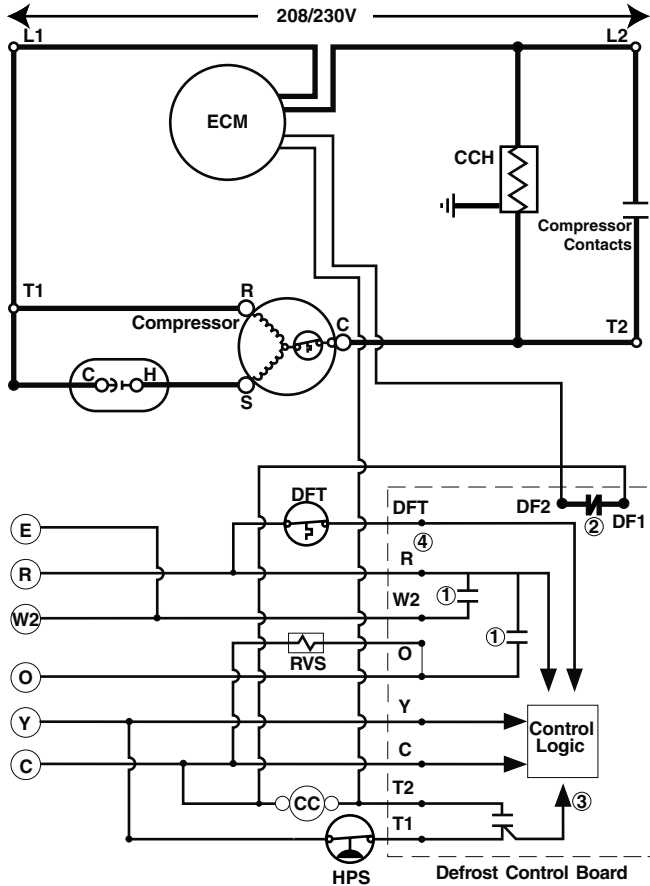 208/230V
L1
L2
ECM
CCH
Compressor
Contacts
T1
R
Compressor
C
T2
C
H
S
DFT
DFT
DF2
DF1
②
E
④
R
R
W2
W2
①
①
RVS
O
O
Y
Y
Control
Logic
C
C
T2
CC
③
T1
HPS
Defrost Control Board